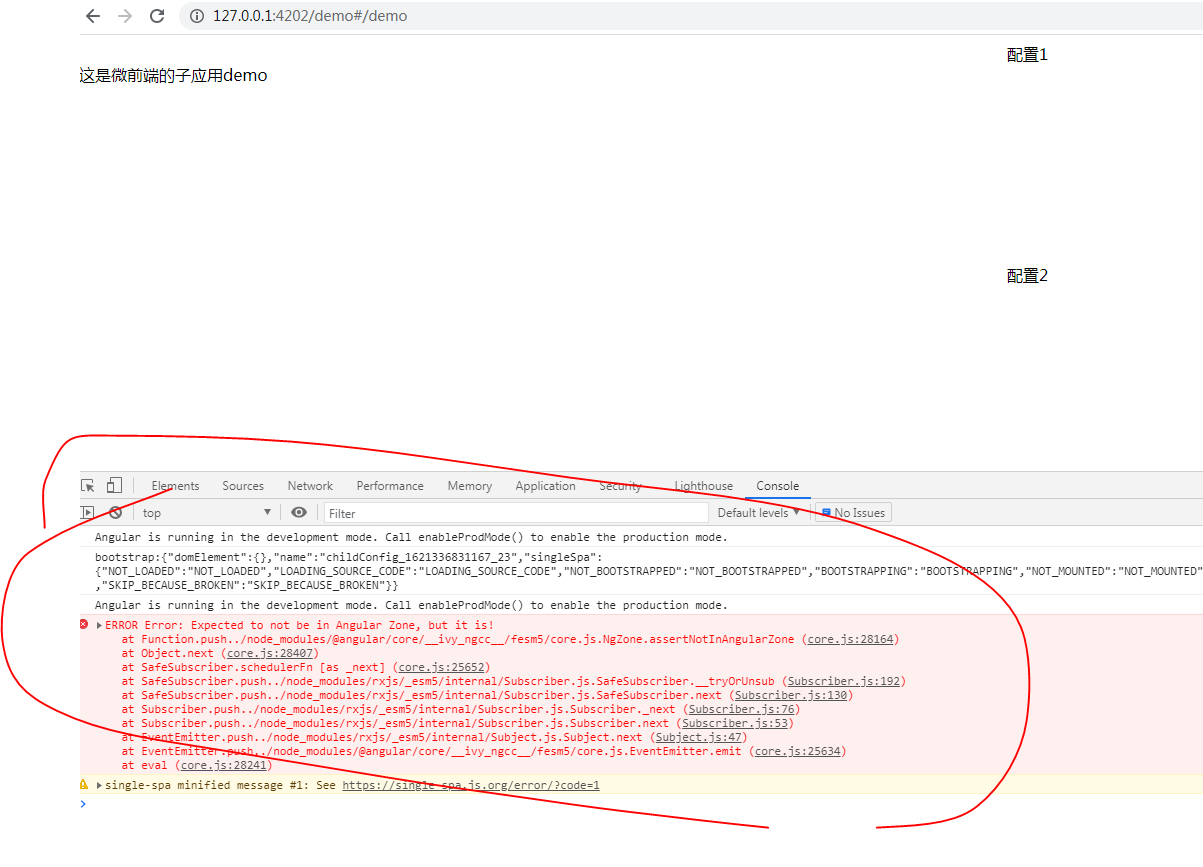 127.0.0.1:4202/demo#/demo
配置1
这是微前端的子应用demo
配置2
Elements Sources Network Performance Memory Application Security Lighthouse Console
top Filter Default levels ▼ No Issues
Angular is running in the development mode. Call enableProdMode() to enable the production mode.
bootstrap:{"domElement":{},"name":"childConfig_1621336831167_23","singleSpa":
{"NOT_LOADED":"NOT_LOADED","LOADING_SOURCE_CODE":"LOADING_SOURCE_CODE","NOT_BOOTSTRAPPED":"NOT_BOOTSTRAPPED","BOOTSTRAPPING":"BOOTSTRAPPING","NOT_MOUNTED":"NOT_MOUNTED"
,"SKIP_BECAUSE_BROKEN":"SKIP_BECAUSE_BROKEN"}}
Angular is running in the development mode. Call enableProdMode() to enable the production mode.
ERROR Error: Expected to not be in Angular Zone, but it is!
at Function.push../node_modules/@angular/core/__ivy_ngcc__/fesm5/core.js.NgZone.assertNotInAngularZone (core.js:28164)
at Object.next (core.js:28407)
at SafeSubscriber.schedulerFn [as _next] (core.js:25652)
at SafeSubscriber.push../node_modules/rxjs/_esm5/internal/Subscriber.js.SafeSubscriber.__tryOrUnsub (Subscriber.js:192)
at SafeSubscriber.push../node_modules/rxjs/_esm5/internal/Subscriber.js.SafeSubscriber.next (Subscriber.js:130)
at Subscriber.push../node_modules/rxjs/_esm5/internal/Subscriber.js.Subscriber._next (Subscriber.js:76)
at Subscriber.push../node_modules/rxjs/_esm5/internal/Subscriber.js.Subscriber.next (Subscriber.js:53)
at EventEmitter.push../node_modules/rxjs/_esm5/internal/Subject.js.Subject.next (Subject.js:47)
at EventEmitter.push../node_modules/@angular/core/__ivy_ngcc__/fesm5/core.js.EventEmitter.emit (core.js:25634)
at eval (core.js:28241)
single-spa minified message #1: See https://single-spa.js.org/error/?code=1